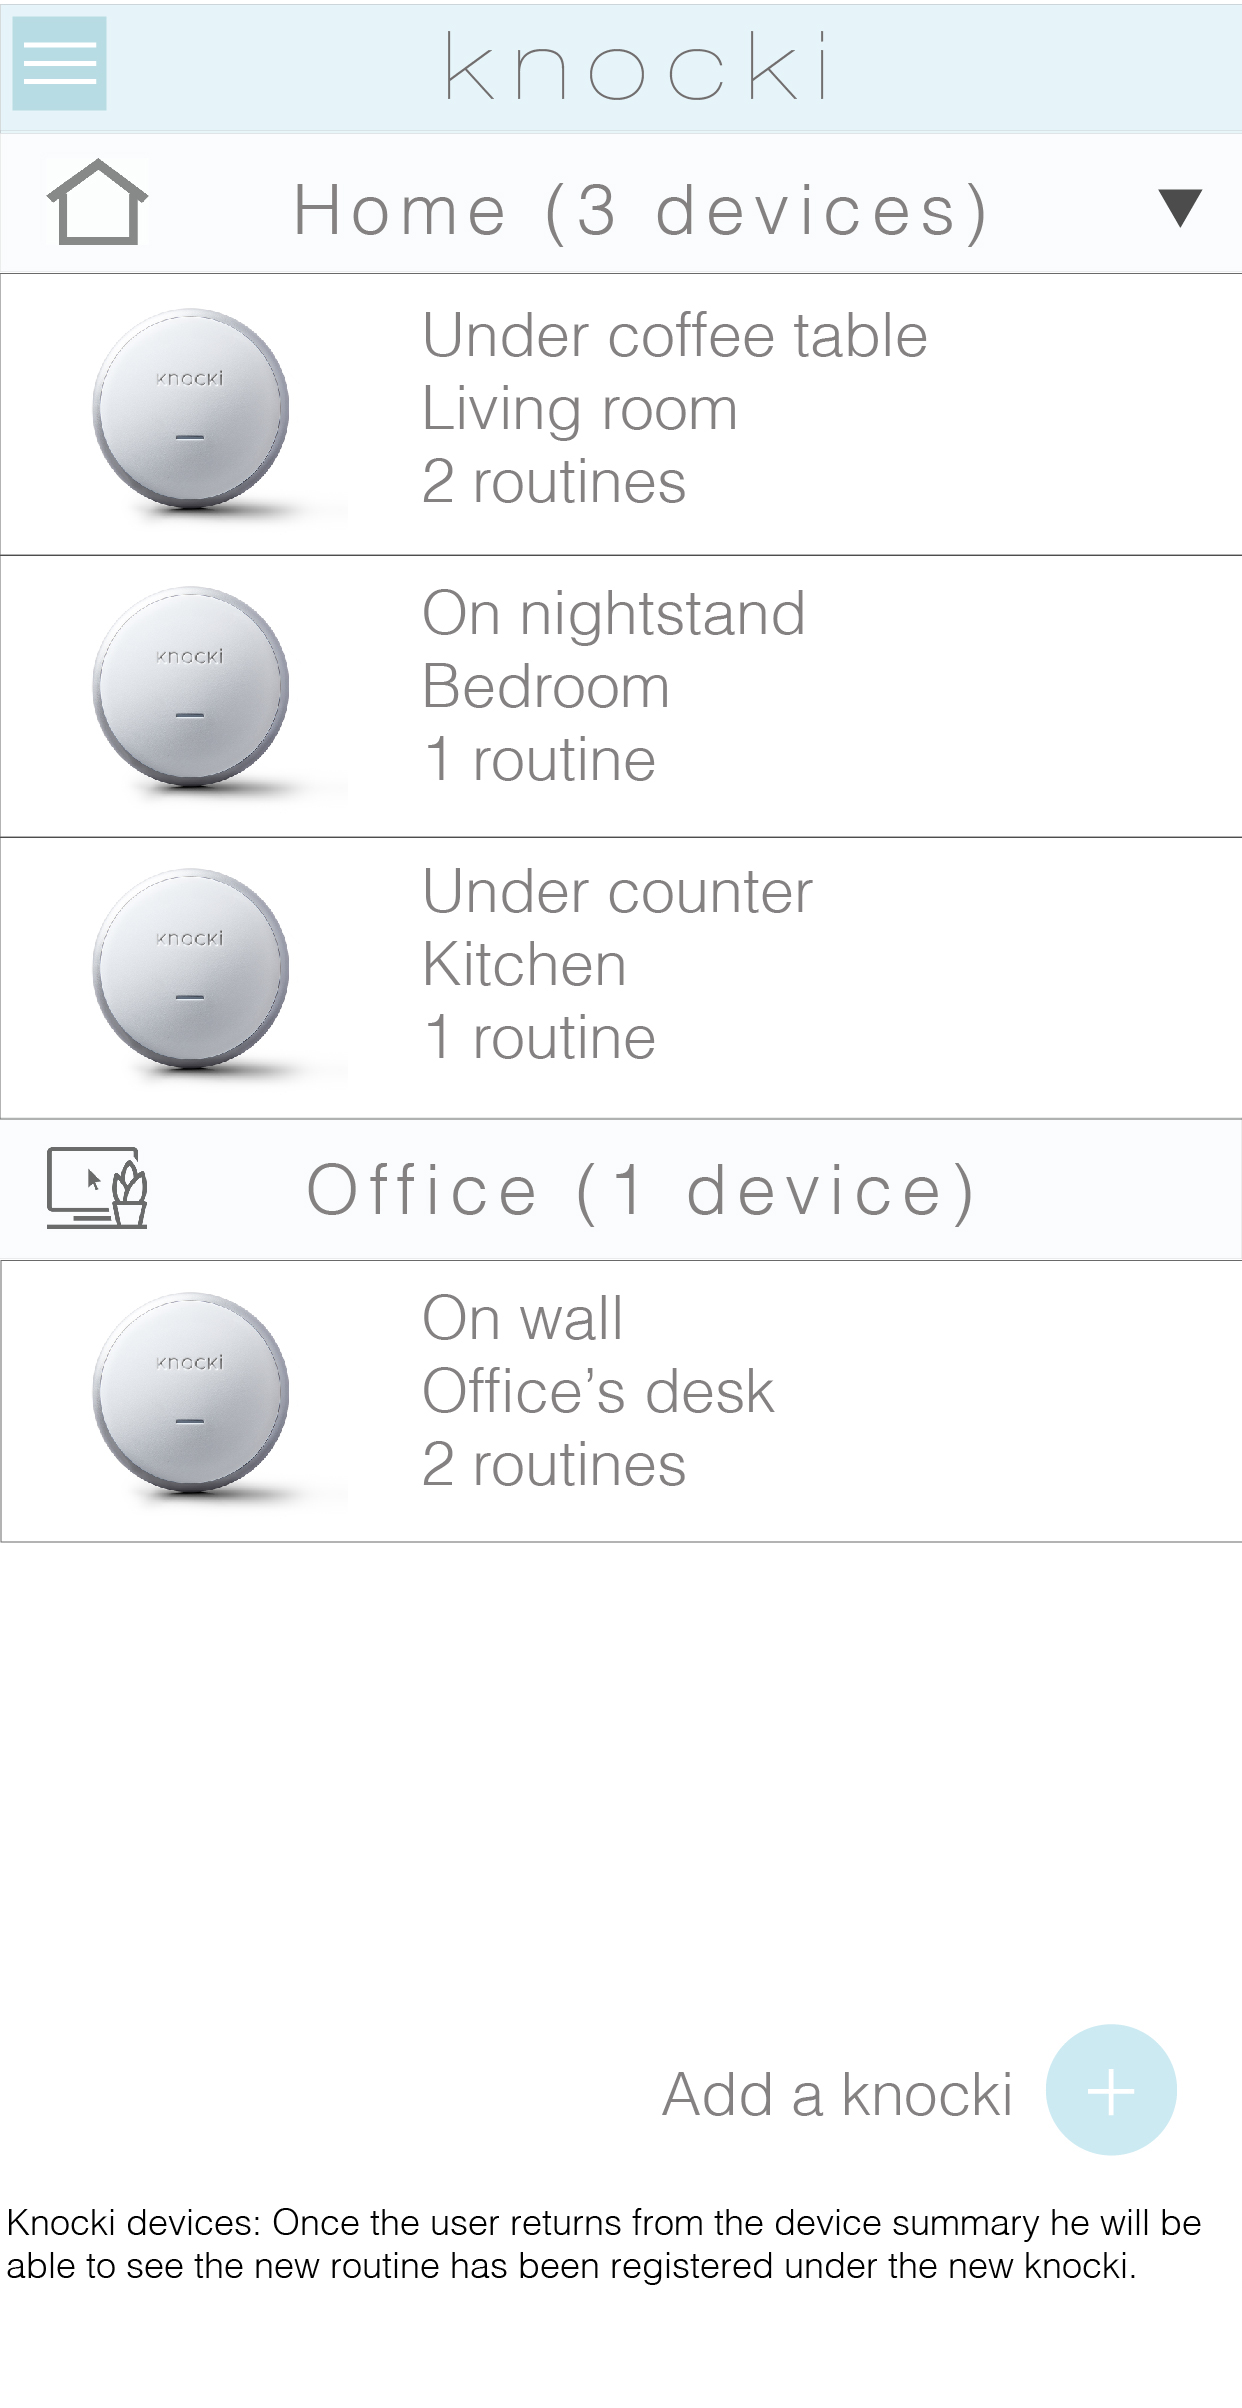 knocki
Home (3 devices)
knocki
Under coffee table
Living room
2 routines
knocki
On nightstand
Bedroom
1 routine
knocki
Under counter
Kitchen
1 routine
Office (1 device)
knocki
On wall
Office’s desk
2 routines
Add a knocki
Knocki devices: Once the user returns from the device summary he will be
able to see the new routine has been registered under the new knocki.